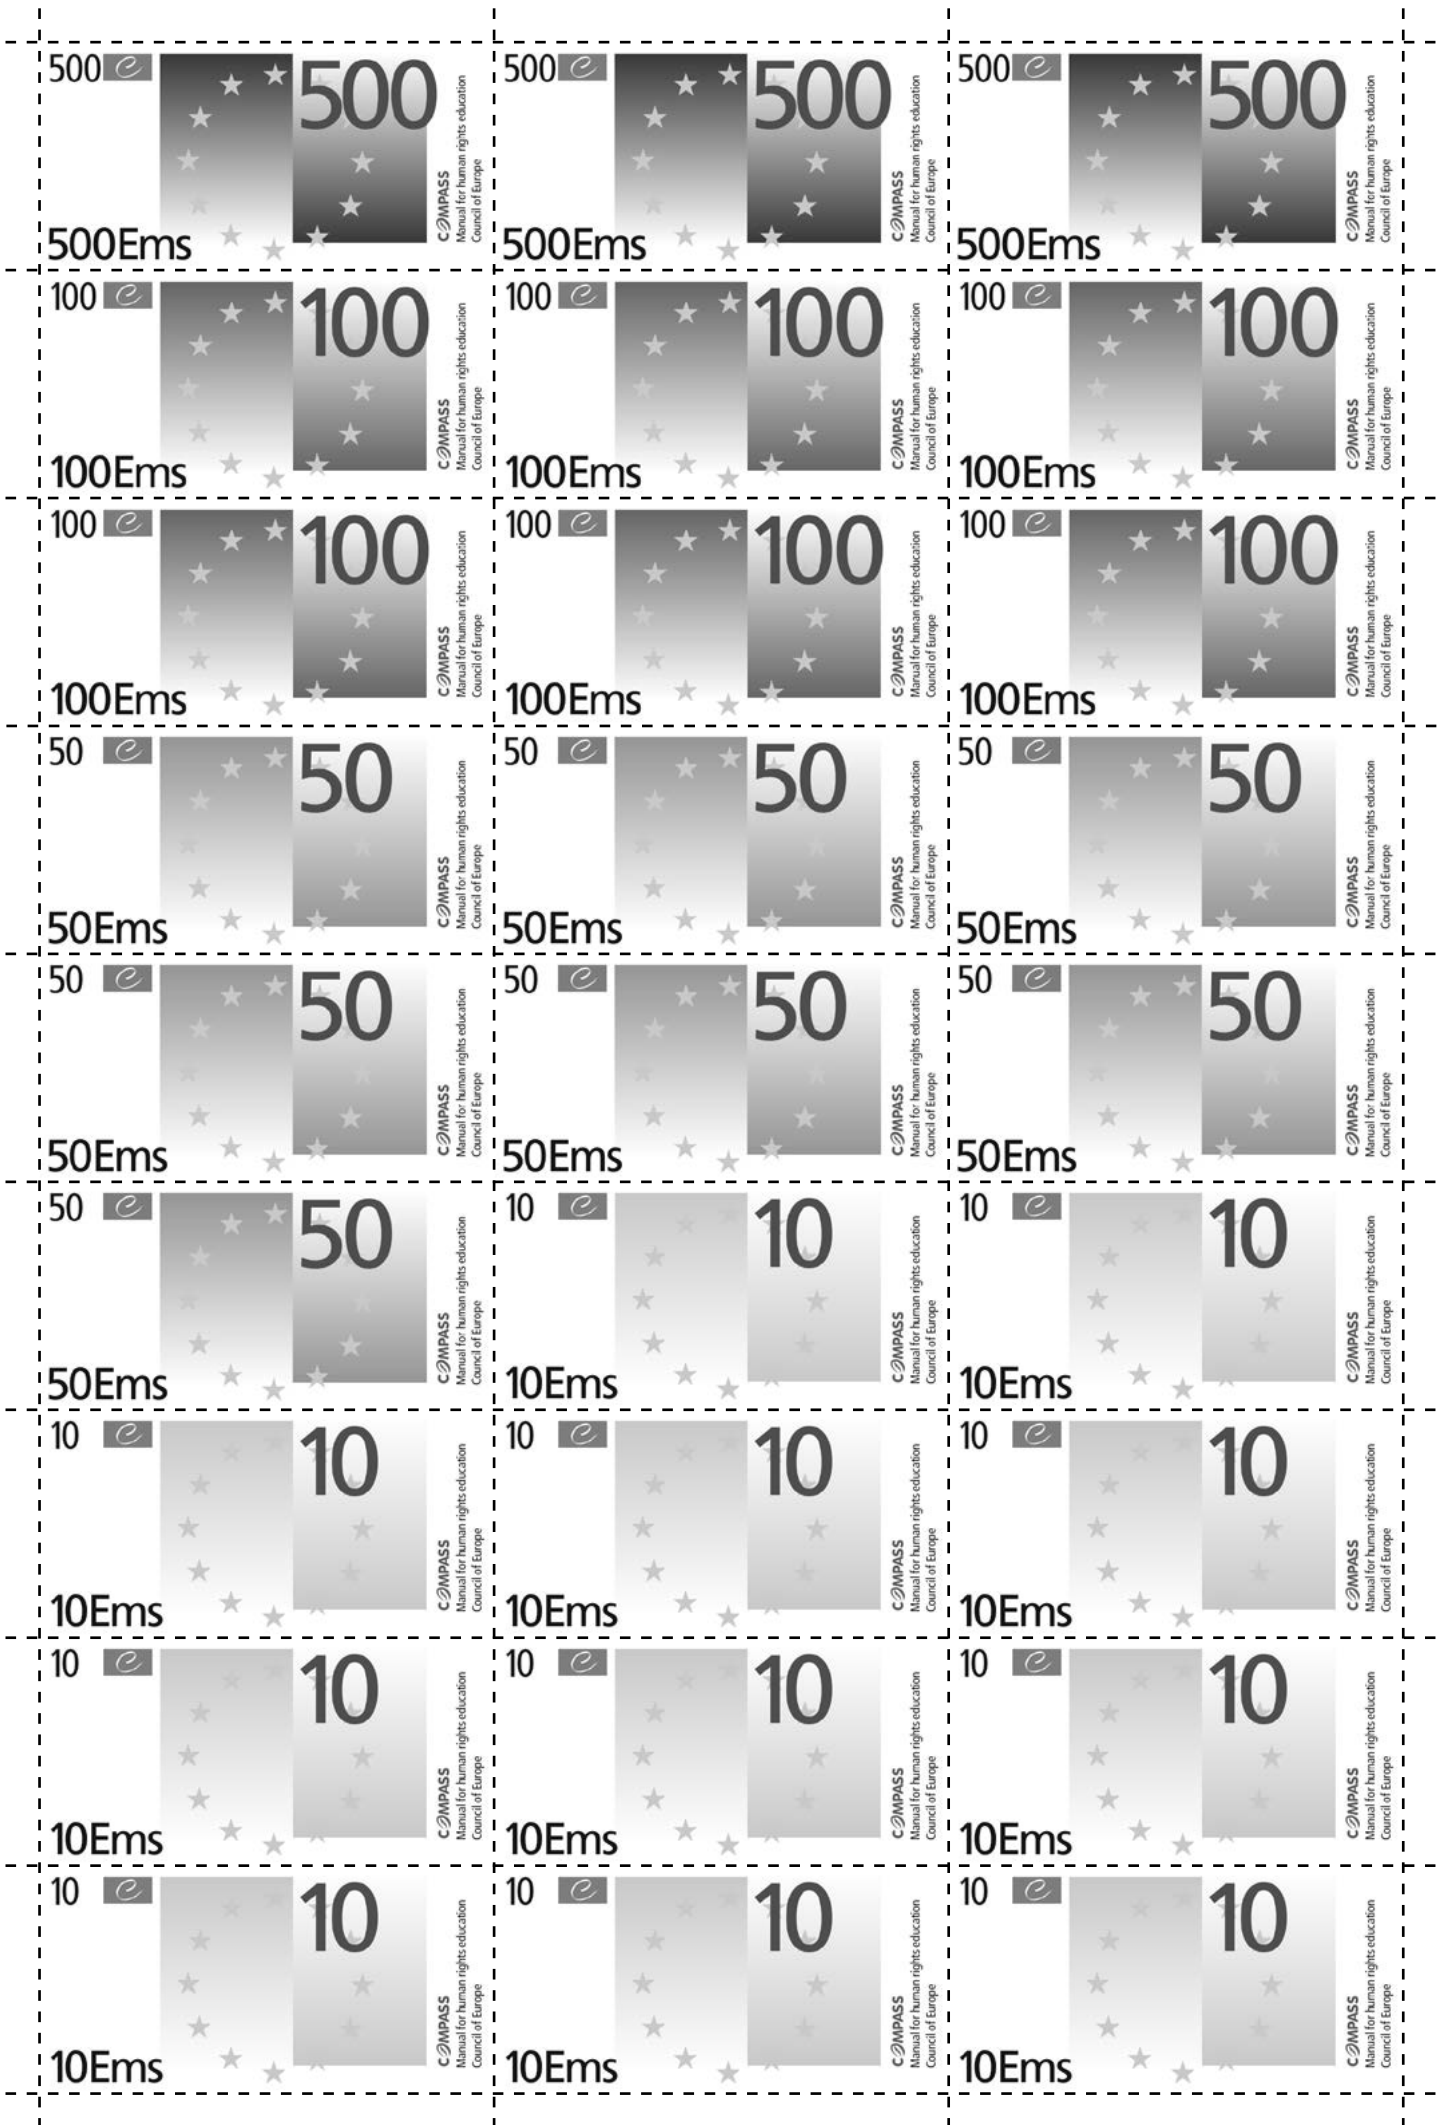 500 500
COMPASS
Manual for human rights education
Council of Europe
500Ems
500 500
COMPASS
Manual for human rights education
Council of Europe
500Ems
500 500
COMPASS
Manual for human rights education
Council of Europe
500Ems
100 100
COMPASS
Manual for human rights education
Council of Europe
100Ems
100 100
COMPASS
Manual for human rights education
Council of Europe
100Ems
100 100
COMPASS
Manual for human rights education
Council of Europe
100Ems
100 100
COMPASS
Manual for human rights education
Council of Europe
100Ems
100 100
COMPASS
Manual for human rights education
Council of Europe
100Ems
100 100
COMPASS
Manual for human rights education
Council of Europe
100Ems
50 50
COMPASS
Manual for human rights education
Council of Europe
50Ems
50 50
COMPASS
Manual for human rights education
Council of Europe
50Ems
50 50
COMPASS
Manual for human rights education
Council of Europe
50Ems
50 50
COMPASS
Manual for human rights education
Council of Europe
50Ems
50 50
COMPASS
Manual for human rights education
Council of Europe
50Ems
50 50
COMPASS
Manual for human rights education
Council of Europe
50Ems
50 50
COMPASS
Manual for human rights education
Council of Europe
50Ems
10 10
COMPASS
Manual for human rights education
Council of Europe
10Ems
10 10
COMPASS
Manual for human rights education
Council of Europe
10Ems
10 10
COMPASS
Manual for human rights education
Council of Europe
10Ems
10 10
COMPASS
Manual for human rights education
Council of Europe
10Ems
10 10
COMPASS
Manual for human rights education
Council of Europe
10Ems
10 10
COMPASS
Manual for human rights education
Council of Europe
10Ems
10 10
COMPASS
Manual for human rights education
Council of Europe
10Ems
10 10
COMPASS
Manual for human rights education
Council of Europe
10Ems
10 10
COMPASS
Manual for human rights education
Council of Europe
10Ems
10 10
COMPASS
Manual for human rights education
Council of Europe
10Ems
10 10
COMPASS
Manual for human rights education
Council of Europe
10Ems